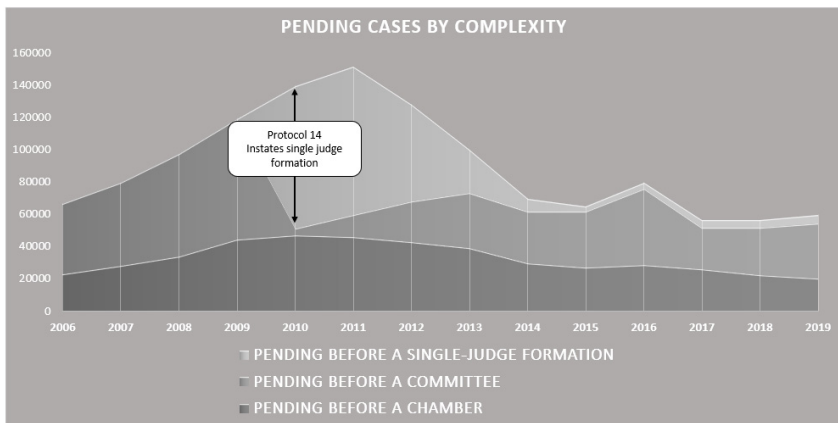 PENDING CASES BY COMPLEXITY
160000
140000
120000
100000
80000
60000
40000
20000
0
Protocol 14
Instates single judge
formation
2006 2007 2008 2009 2010 2011 2012 2013 2014 2015 2016 2017 2018 2019
PENDING BEFORE A SINGLE-JUDGE FORMATION
PENDING BEFORE A COMMITTEE
PENDING BEFORE A CHAMBER